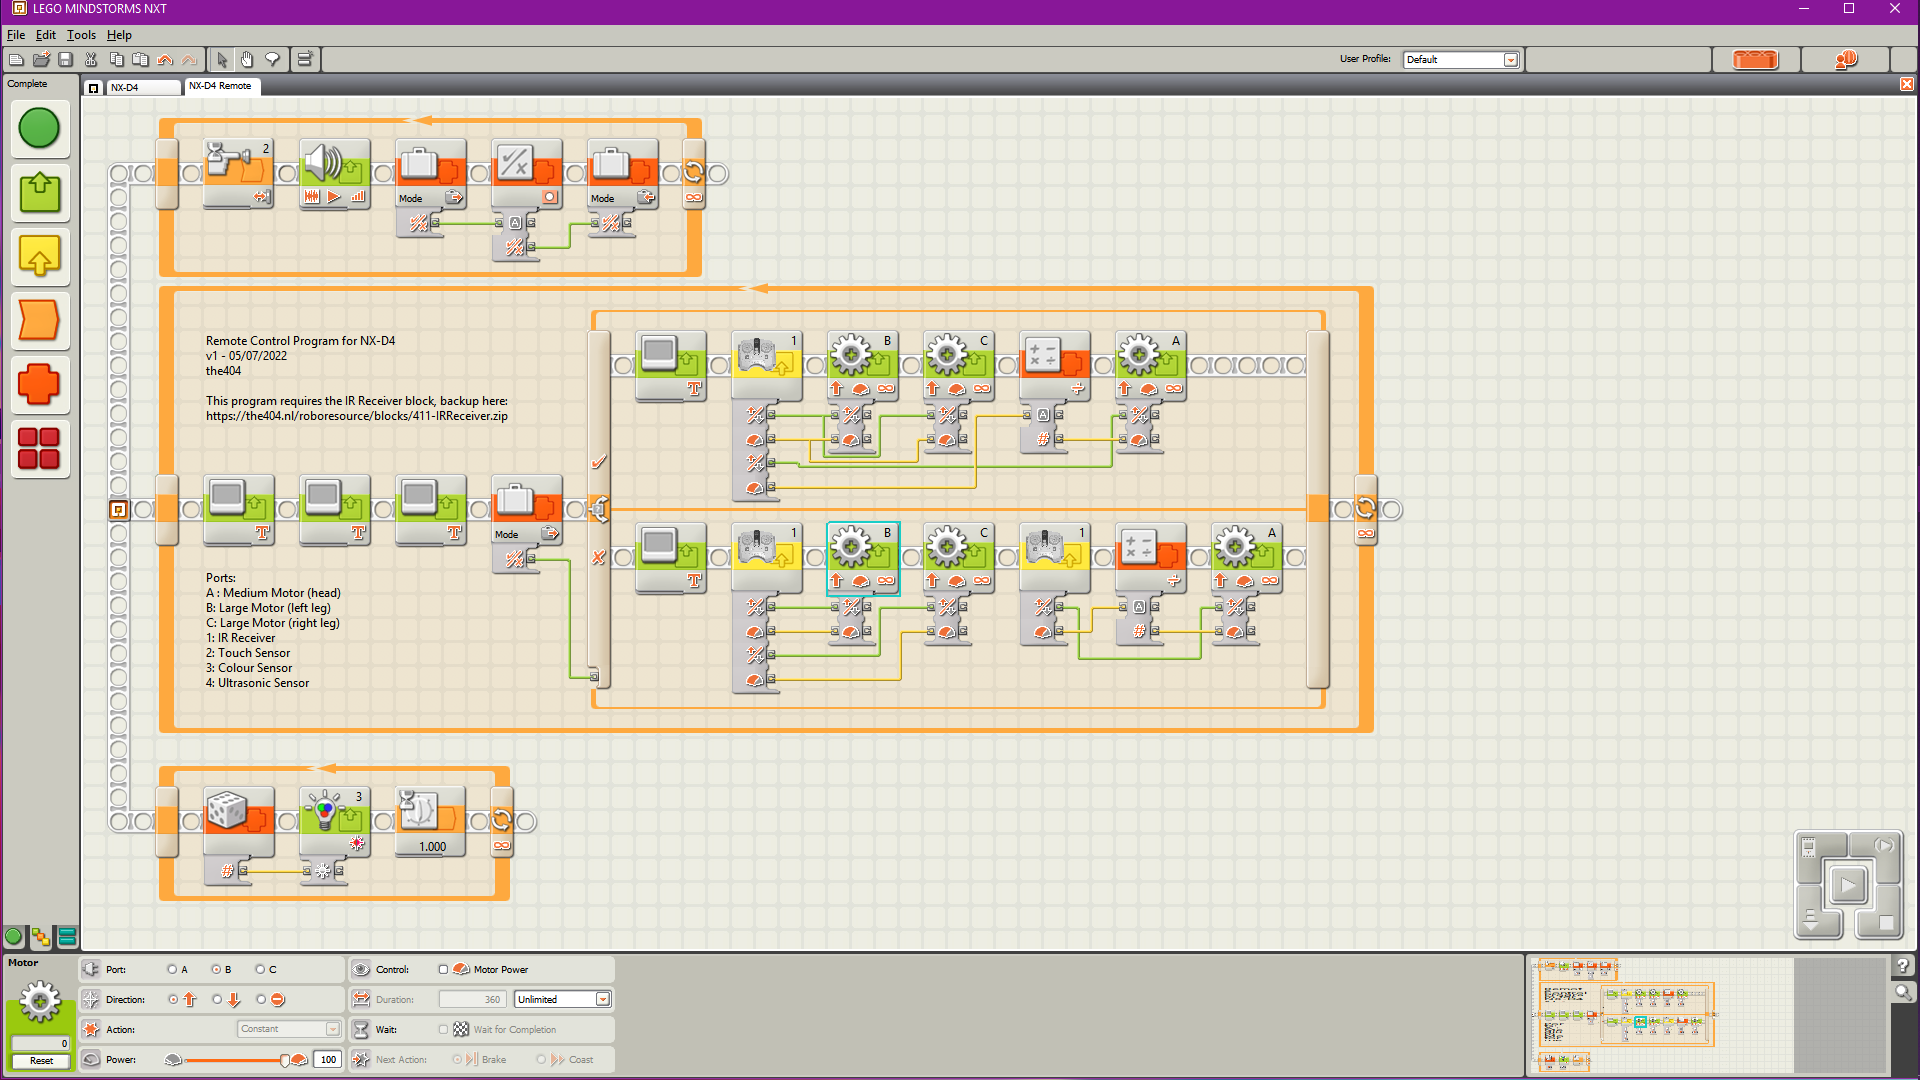 LEGO MINDSTORMS NXT
File Edit Tools Help
User Profile: Default
Complete
NX-D4
NX-D4 Remote
2
Mode
Mode
A
Remote Control Program for NX-D4
v1 - 05/07/2022
the404
This program requires the IR Receiver block, backup here:
https://the404.nl/roboresource/blocks/411-IRReceiver.zip
T
1
B
C
A
A
#
T
T
T
Mode
T
1
B
C
1
A
A
#
Ports:
A : Medium Motor (head)
B: Large Motor (left leg)
C: Large Motor (right leg)
1: IR Receiver
2: Touch Sensor
3: Colour Sensor
4: Ultrasonic Sensor
3
1.000
#
Motor
0
Reset
Port: A B C
Direction:
Action: Constant
Power: 100
Control: Motor Power
Duration: 360 Unlimited
Wait: Wait for Completion
Next Action: Brake Coast
?